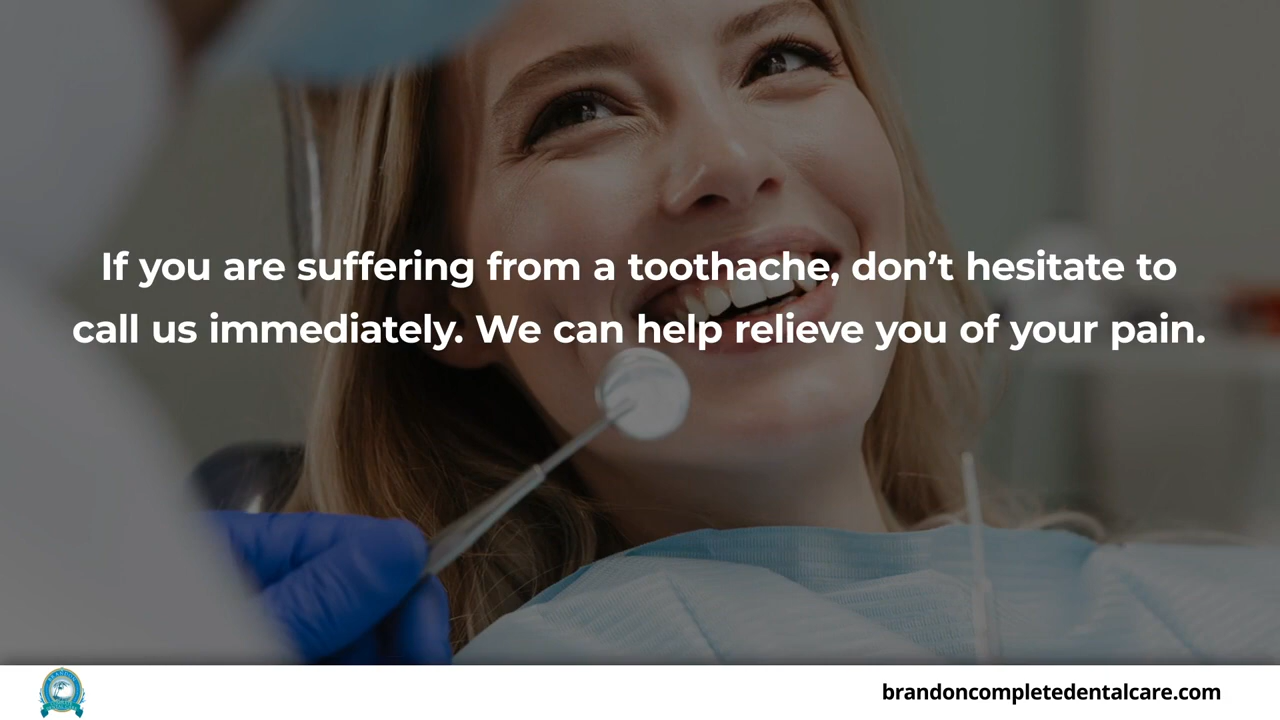 If you are suffering from a toothache, don’t hesitate to
call us immediately. We can help relieve you of your pain.
BRANDON
brandoncompletedentalcare.com